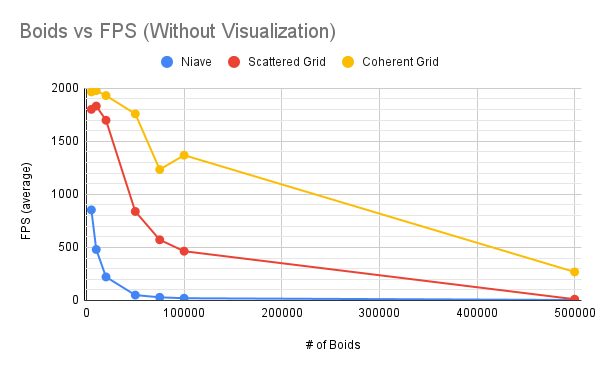 Boids vs FPS (Without Visualization)
Niave Scattered Grid Coherent Grid
FPS (average)
2000
1500
1000
500
0
0 100000 200000 300000 400000 500000
# of Boids